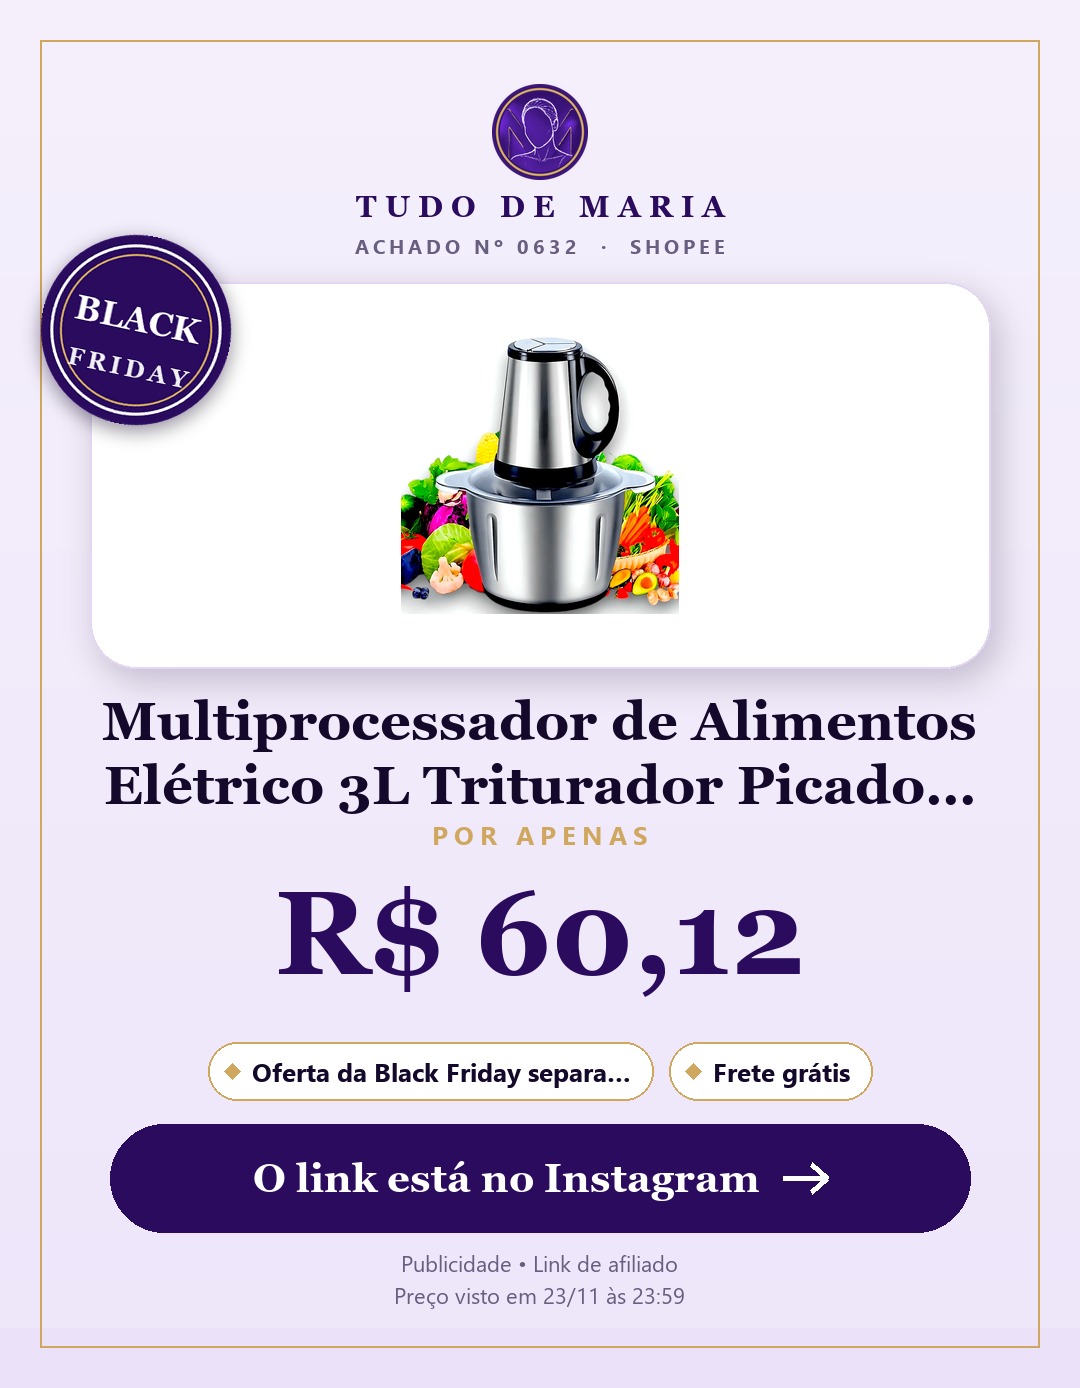 TUDO DE MARIA
ACHADO Nº 0632 · SHOPEE
BLACK
FRIDAY
Multiprocessador de Alimentos
Elétrico 3L Triturador Picado...
POR APENAS
R$ 60,12
Oferta da Black Friday separa...
Frete grátis
O link está no Instagram →
Publicidade • Link de afiliado
Preço visto em 23/11 às 23:59